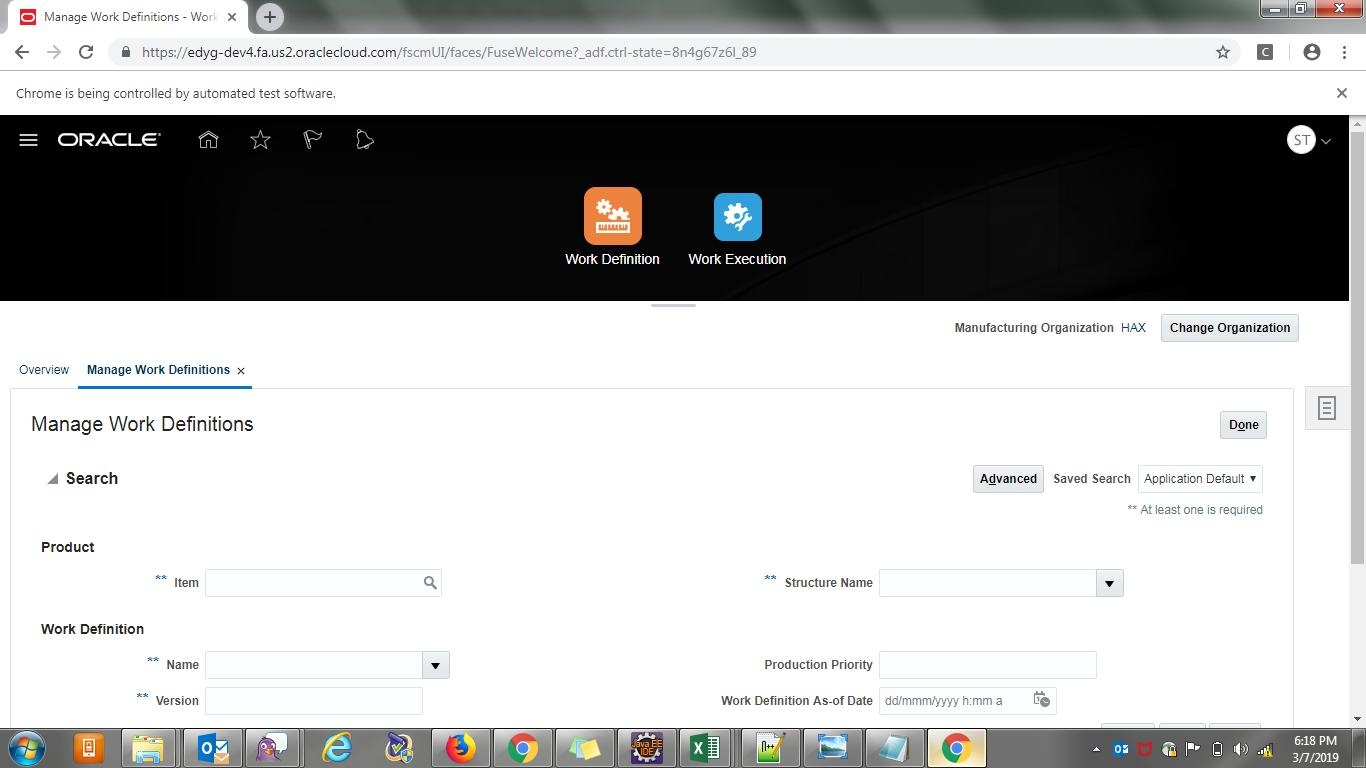 Manage Work Definitions - Work
https://edyg-dev4.fa.us2.oraclecloud.com/fscmUI/faces/FuseWelcome?_adf.ctrl-state=8n4g67z6l_89
C
Chrome is being controlled by automated test software.
ORACLE
ST
Work Definition
Work Execution
Manufacturing Organization HAX Change Organization
Overview Manage Work Definitions
Manage Work Definitions
Done
Search
Advanced Saved Search Application Default
** At least one is required
Product
** Item
** Structure Name
Work Definition
** Name
Production Priority
** Version
Work Definition As-of Date dd/mmm/yyyy h:mm a
Java EE
IDE
6:18 PM
3/7/2019